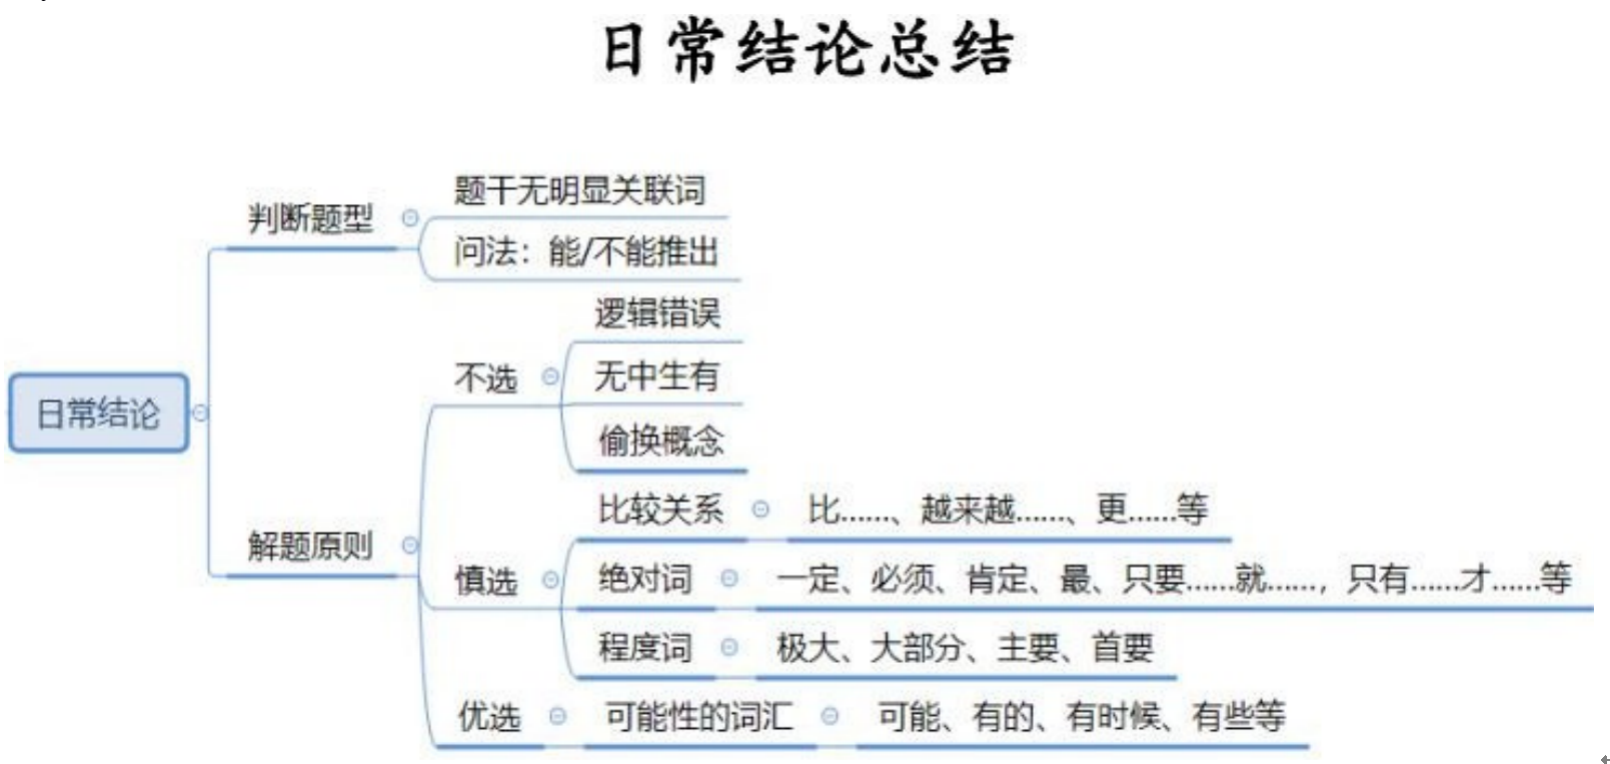 日常结论总结
日常结论
判断题型
题干无明显关联词
问法：能/不能推出
解题原则
不选
逻辑错误
无中生有
偷换概念
慎选
比较关系
比……、越来越……、更……等
绝对词
一定、必须、肯定、最、只要……就……，只有……才……等
程度词
极大、大部分、主要、首要
优选
可能性的词汇
可能、有的、有时候、有些等